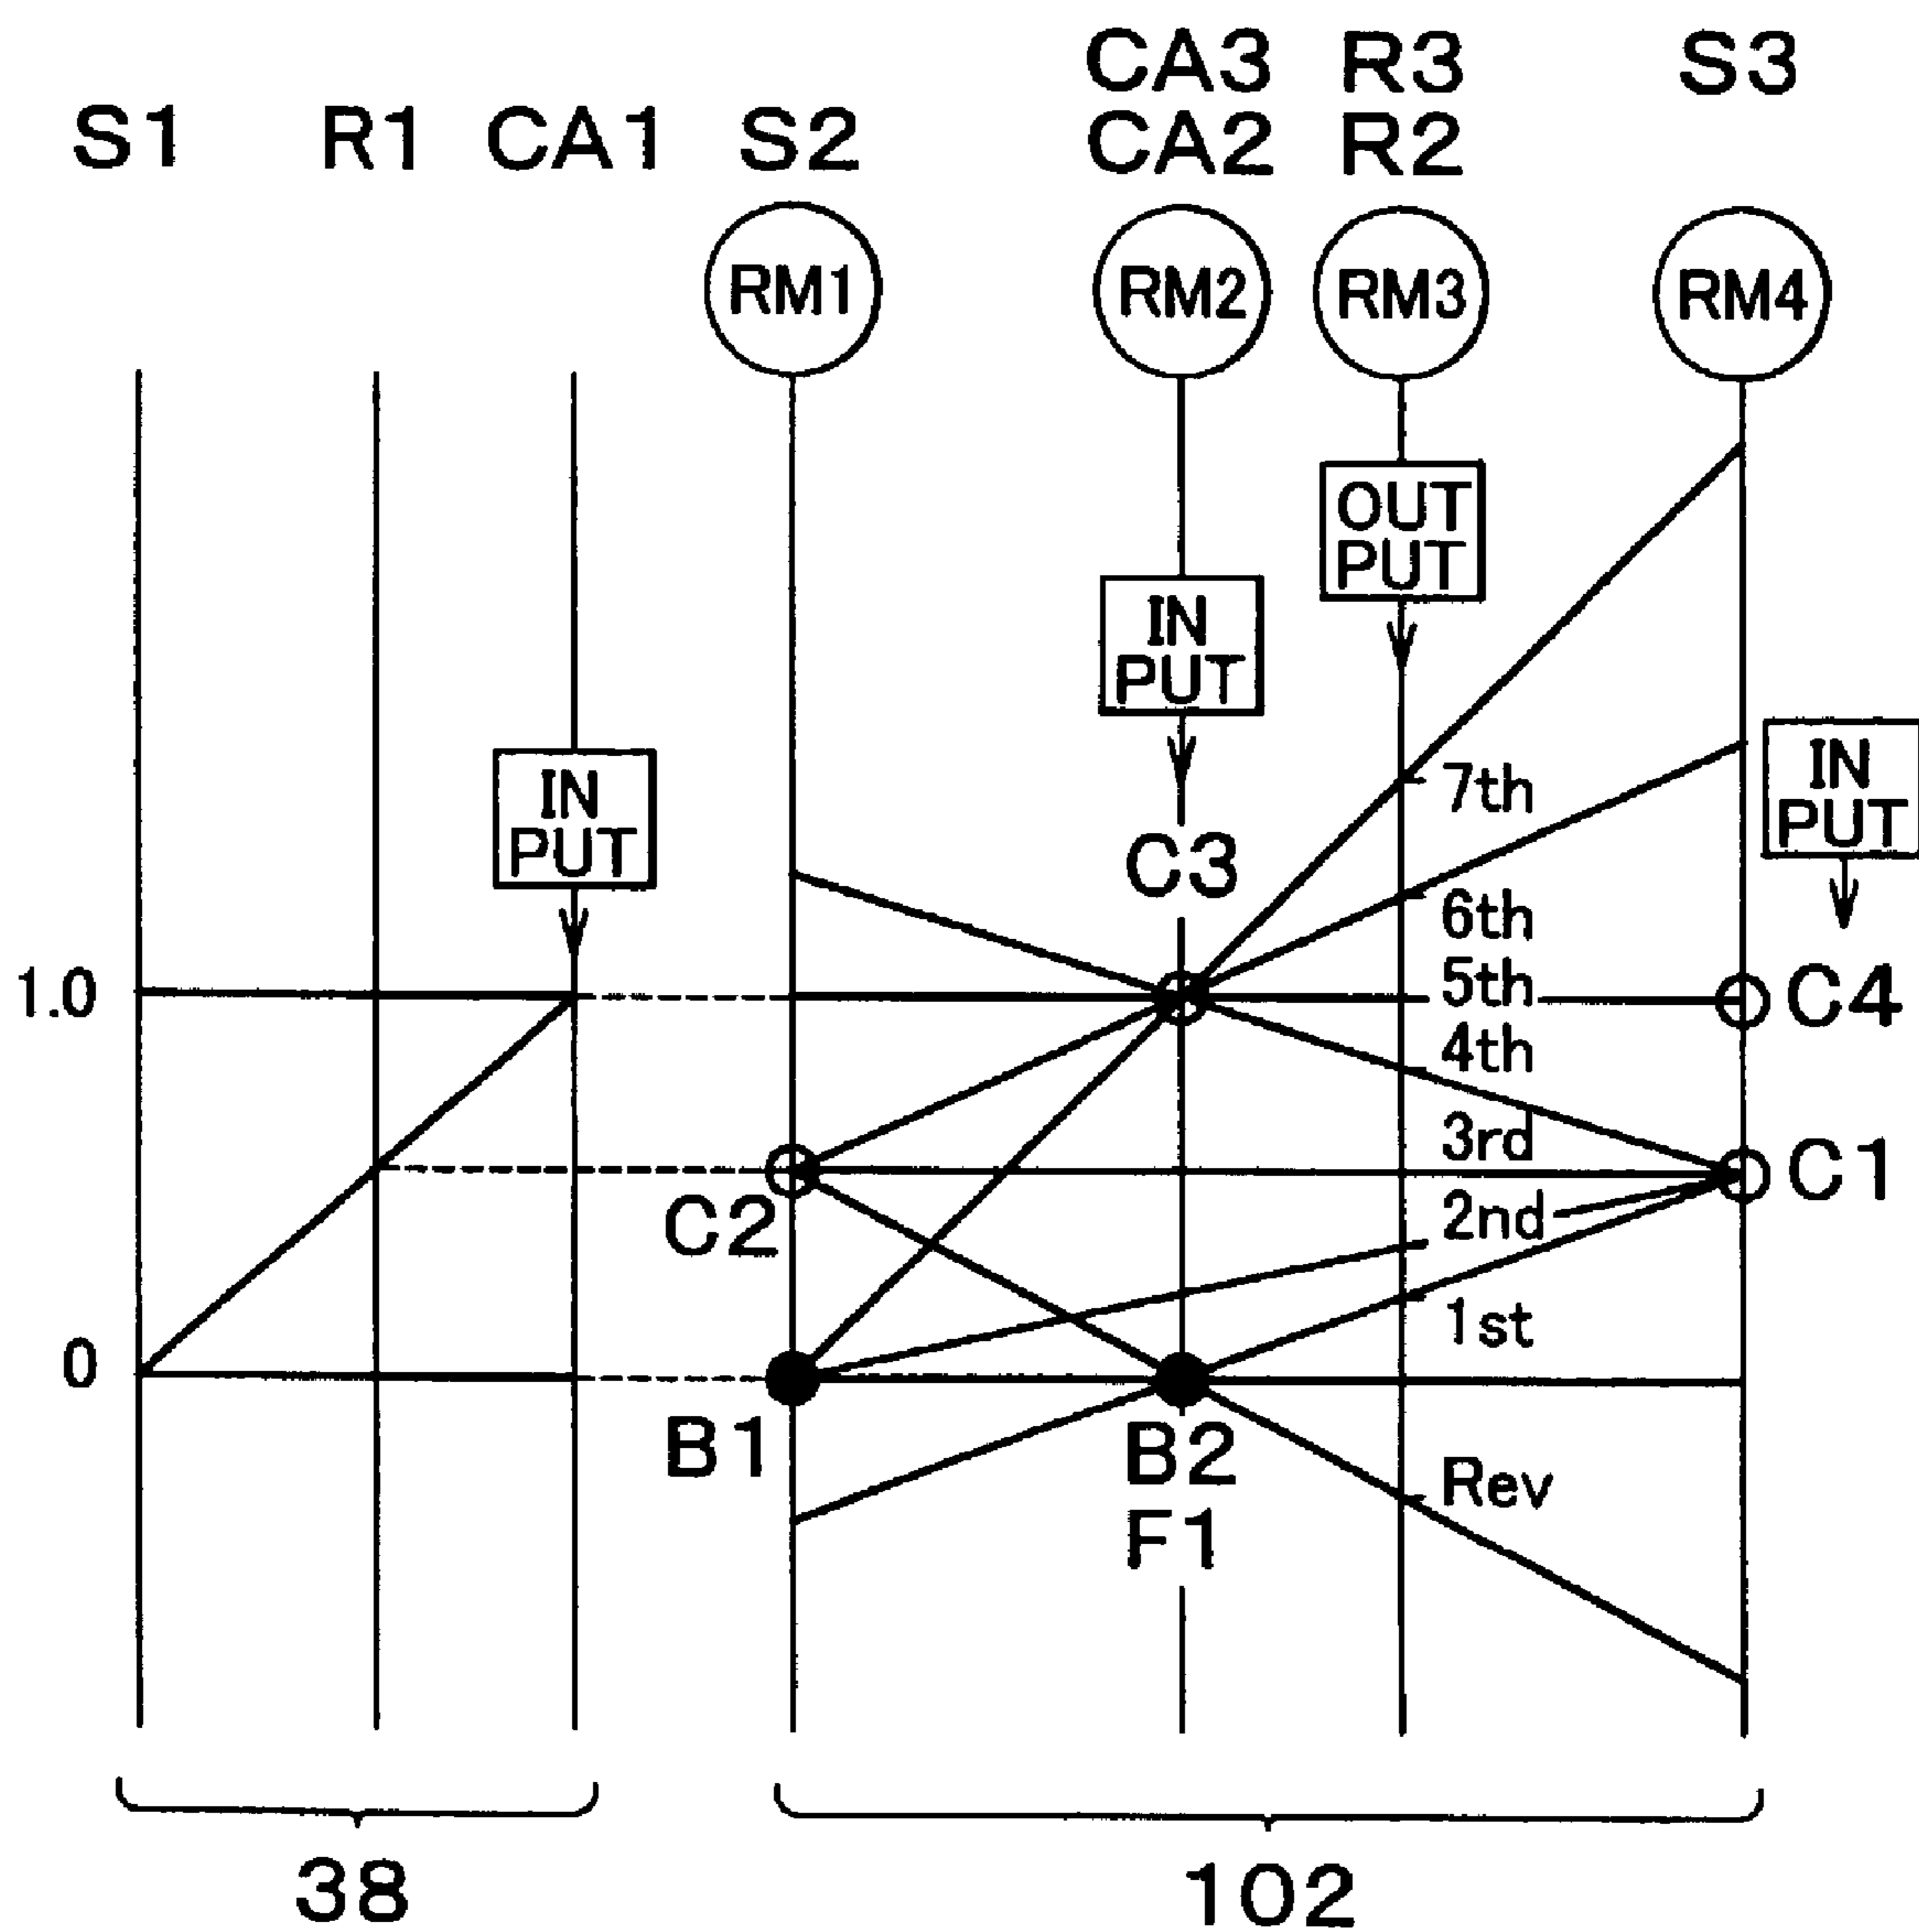 CA3 R3 S3
S1 R1 CA1 S2 CA2 R2
RM1 RM2 RM3 RM4
OUT
PUT
IN
PUT
IN
PUT
IN
PUT
7th
C3
6th
1.0
5th
C4
4th
3rd
C1
2nd
C2
1st
0
B1
B2
Rev
F1
38
102